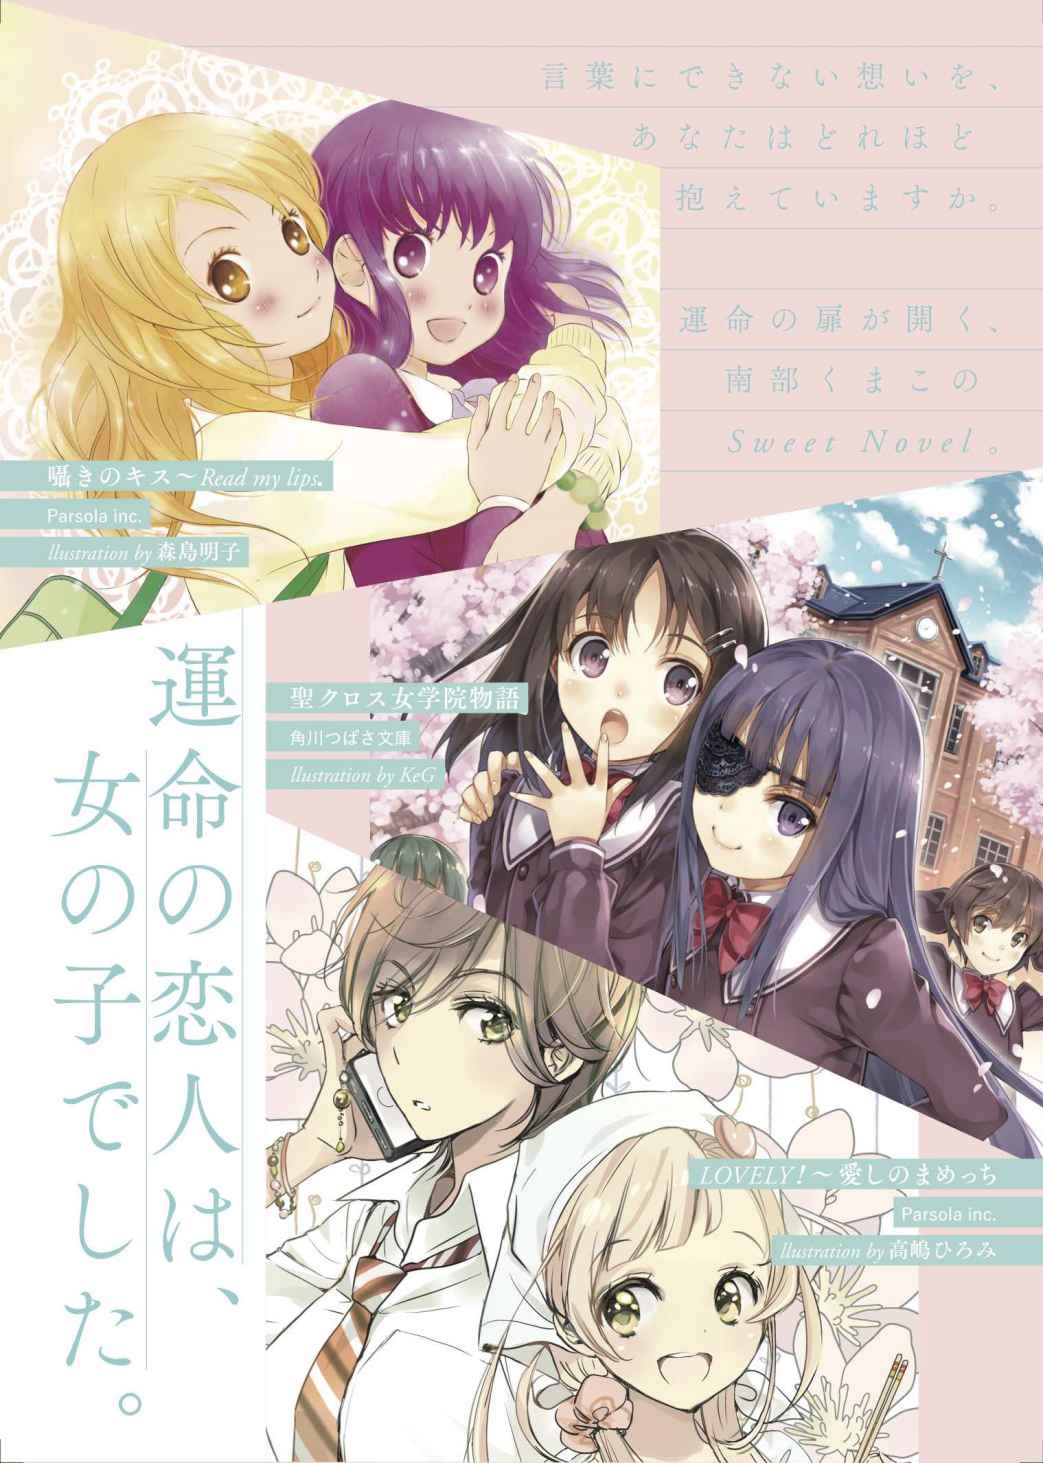 言葉にできない想いを、
あなたはどれほど
抱えていますか。
運命の扉が開く、
南部くまこの
Sweet Novel。
囁きのキス～Read my lips.
Parsola inc.
llustration by 森島明子
運命の恋人は、
女の子でした。
聖クロス女学院物語
角川つばさ文庫
llustration by KeG
LOVELY!～愛しのまめっち
Parsola inc.
llustration by 高嶋ひろみ